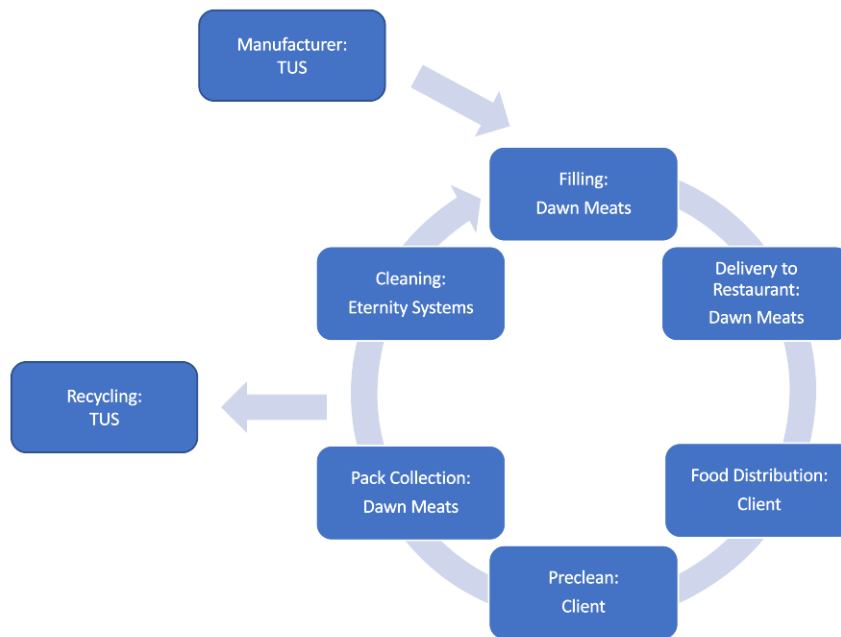 Manufacturer:
TUS
Filling:
Dawn Meats
Delivery to
Restaurant:
Dawn Meats
Food Distribution:
Client
Preclean:
Client
Pack Collection:
Dawn Meats
Cleaning:
Eternity Systems
Recycling:
TUS